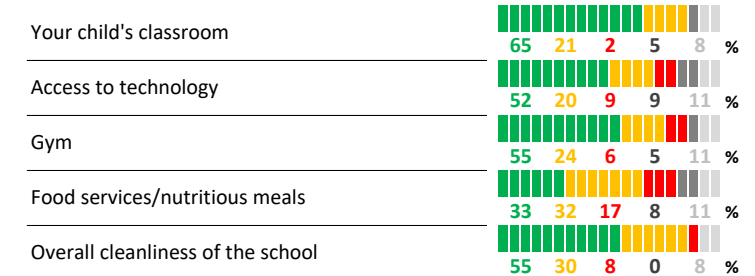 Your child's classroom
65 21 2 5 8 %
Access to technology
52 20 9 9 11 %
Gym
55 24 6 5 11 %
Food services/nutritious meals
33 32 17 8 11 %
Overall cleanliness of the school
55 30 8 0 8 %